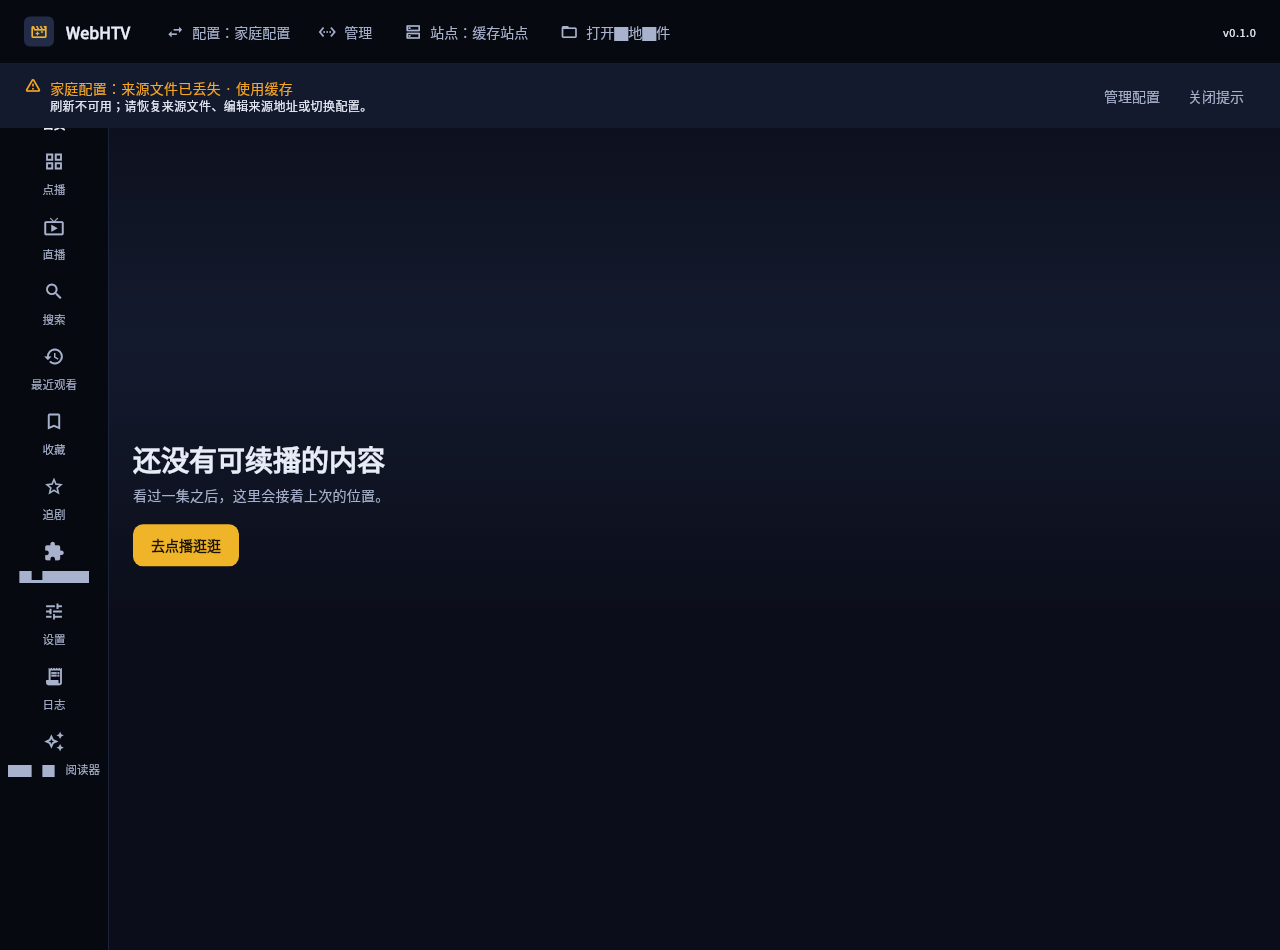 WebHTV
配置：家庭配置
管理
站点：缓存站点
打开 地 件
v0.1.0
家庭配置：来源文件已丢失 · 使用缓存
刷新不可用；请恢复来源文件、编辑来源地址或切换配置。
管理配置
关闭提示
点播
直播
搜索
最近观看
收藏
追剧
设置
日志
阅读器
还没有可续播的内容
看过一集之后，这里会接着上次的位置。
去点播逛逛